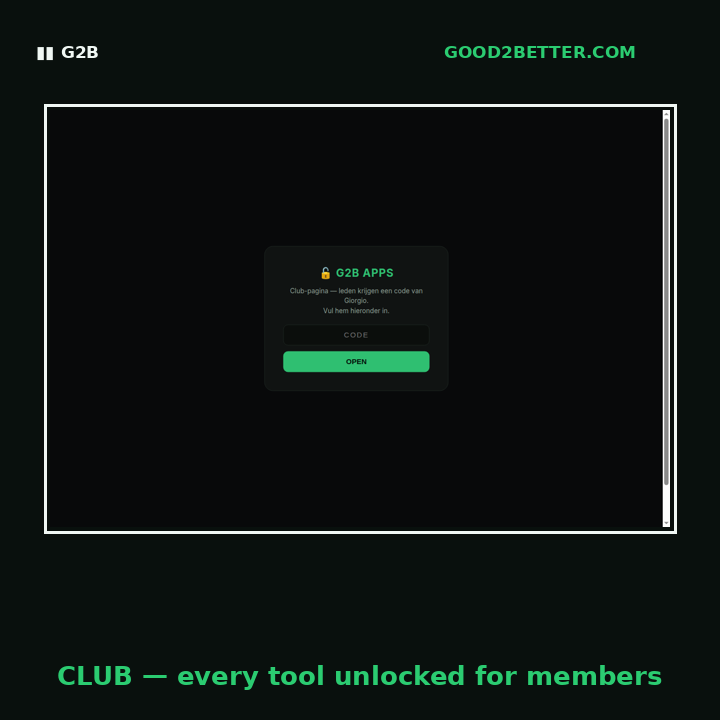 G2B
GOOD2BETTER.COM
🔓 G2B APPS
Club-pagina — leden krijgen een code van
Giorgio.
Vul hem hieronder in.
CODE
OPEN
CLUB — every tool unlocked for members